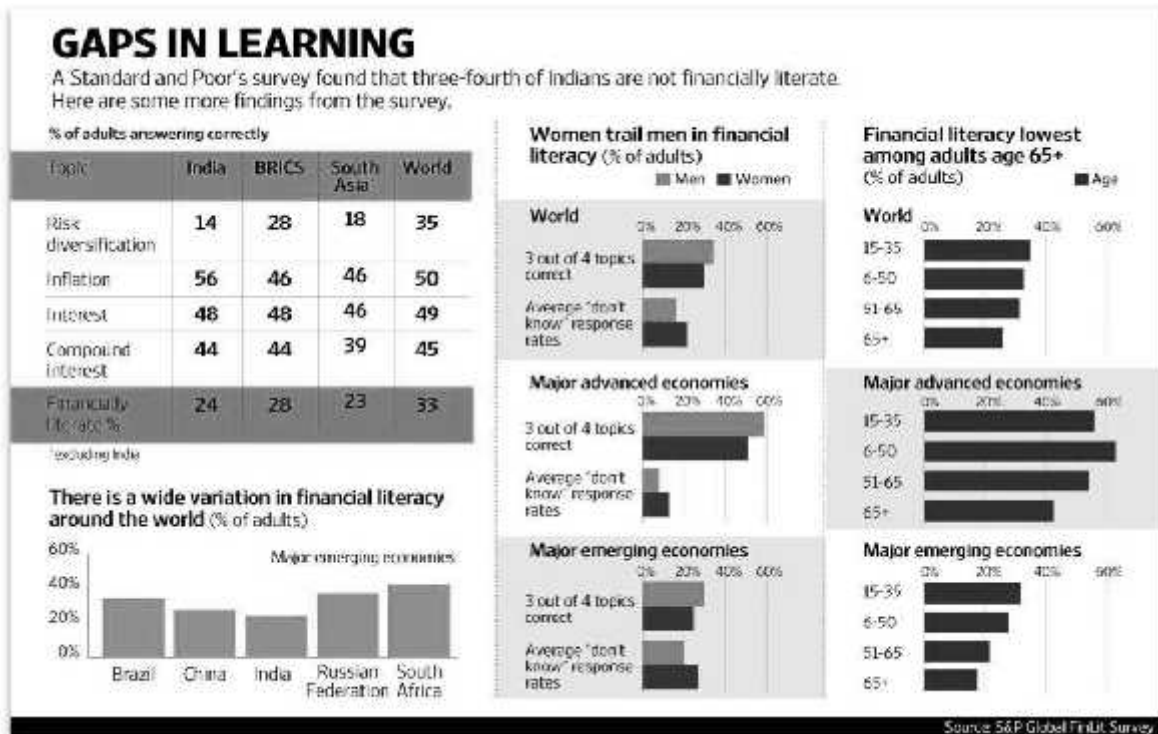 GAPS IN LEARNING
A Standard and Poor's survey found that three-fourth of Indians are not financially literate.
Here are some more findings from the survey.
% of adults answering correctly
Topic India BRICS South Asia* World
Risk diversification 14 28 18 35
Inflation 56 46 46 50
Interest 48 48 46 49
Compound interest 44 44 39 45
Financially literate % 24 28 23 33
*excluding India
There is a wide variation in financial literacy
around the world (% of adults)
Major emerging economies
60%
40%
20%
0%
Brazil China India Russian Federation South Africa
Women trail men in financial
literacy (% of adults)
Men Women
World
0% 20% 40% 60%
3 out of 4 topics
correct
Average "don't
know" response
rates
Major advanced economies
0% 20% 40% 60%
3 out of 4 topics
correct
Average "don't
know" response
rates
Major emerging economies
0% 20% 40% 60%
3 out of 4 topics
correct
Average "don't
know" response
rates
Financial literacy lowest
among adults age 65+
(% of adults)
Age
World
0% 20% 40% 60%
15-35
6-50
51-65
65+
Major advanced economies
0% 20% 40% 60%
15-35
6-50
51-65
65+
Major emerging economies
0% 20% 40% 60%
15-35
6-50
51-65
65+
Source: S&P Global FinLit Survey